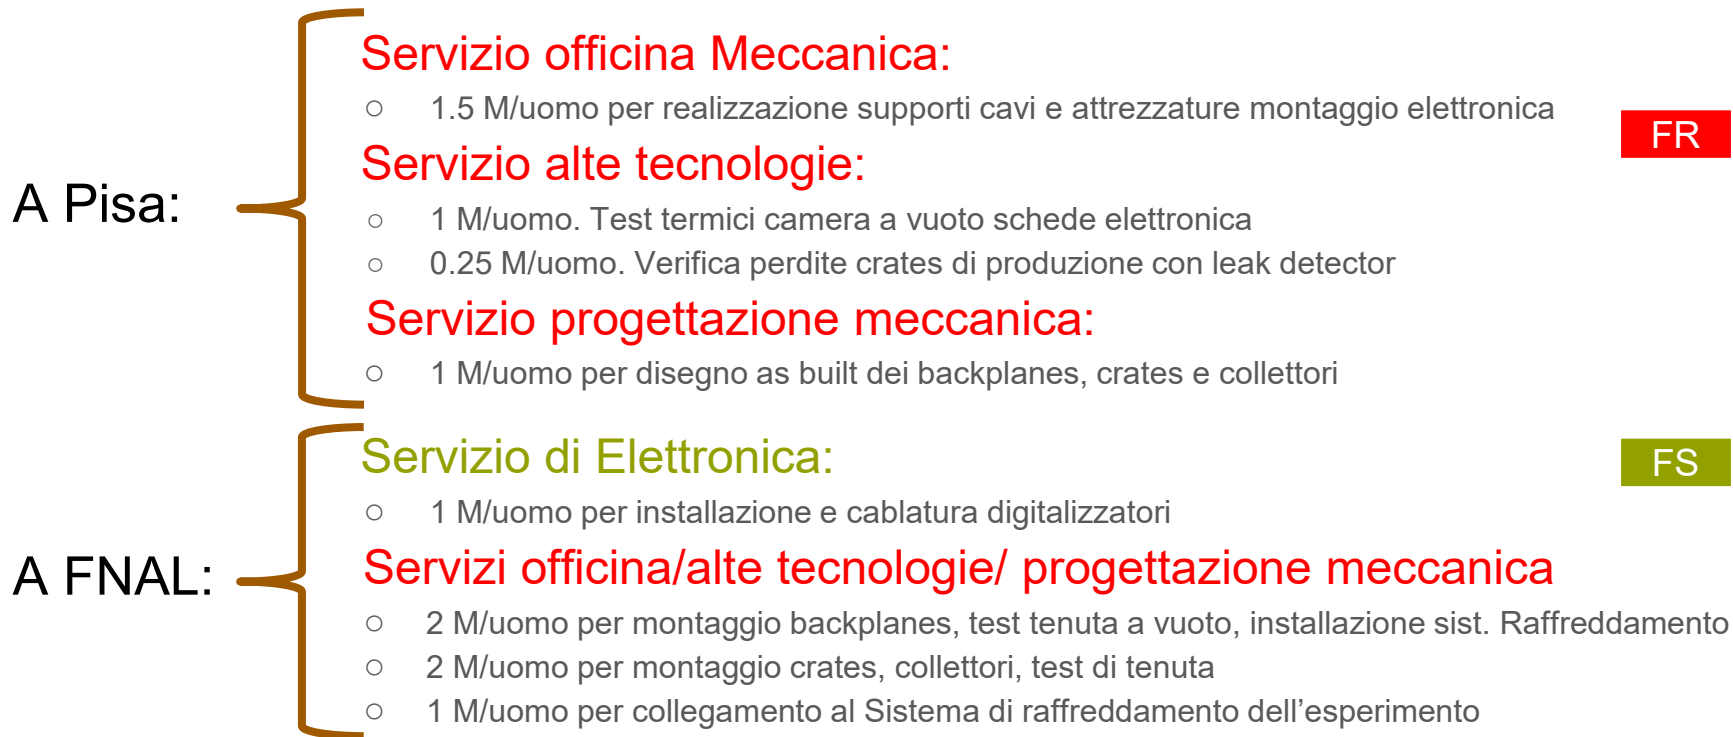 Servizio officina Meccanica:
○ 1.5 M/uomo per realizzazione supporti cavi e attrezzature montaggio elettronica
FR
Servizio alte tecnologie:
A Pisa:
○ 1 M/uomo. Test termici camera a vuoto schede elettronica
○ 0.25 M/uomo. Verifica perdite crates di produzione con leak detector
Servizio progettazione meccanica:
○ 1 M/uomo per disegno as built dei backplanes, crates e collettori
Servizio di Elettronica:
FS
○ 1 M/uomo per installazione e cablatura digitalizzatori
A FNAL:
Servizi officina/alte tecnologie/ progettazione meccanica
○ 2 M/uomo per montaggio backplanes, test tenuta a vuoto, installazione sist. Raffreddamento
○ 2 M/uomo per montaggio crates, collettori, test di tenuta
○ 1 M/uomo per collegamento al Sistema di raffreddamento dell’esperimento